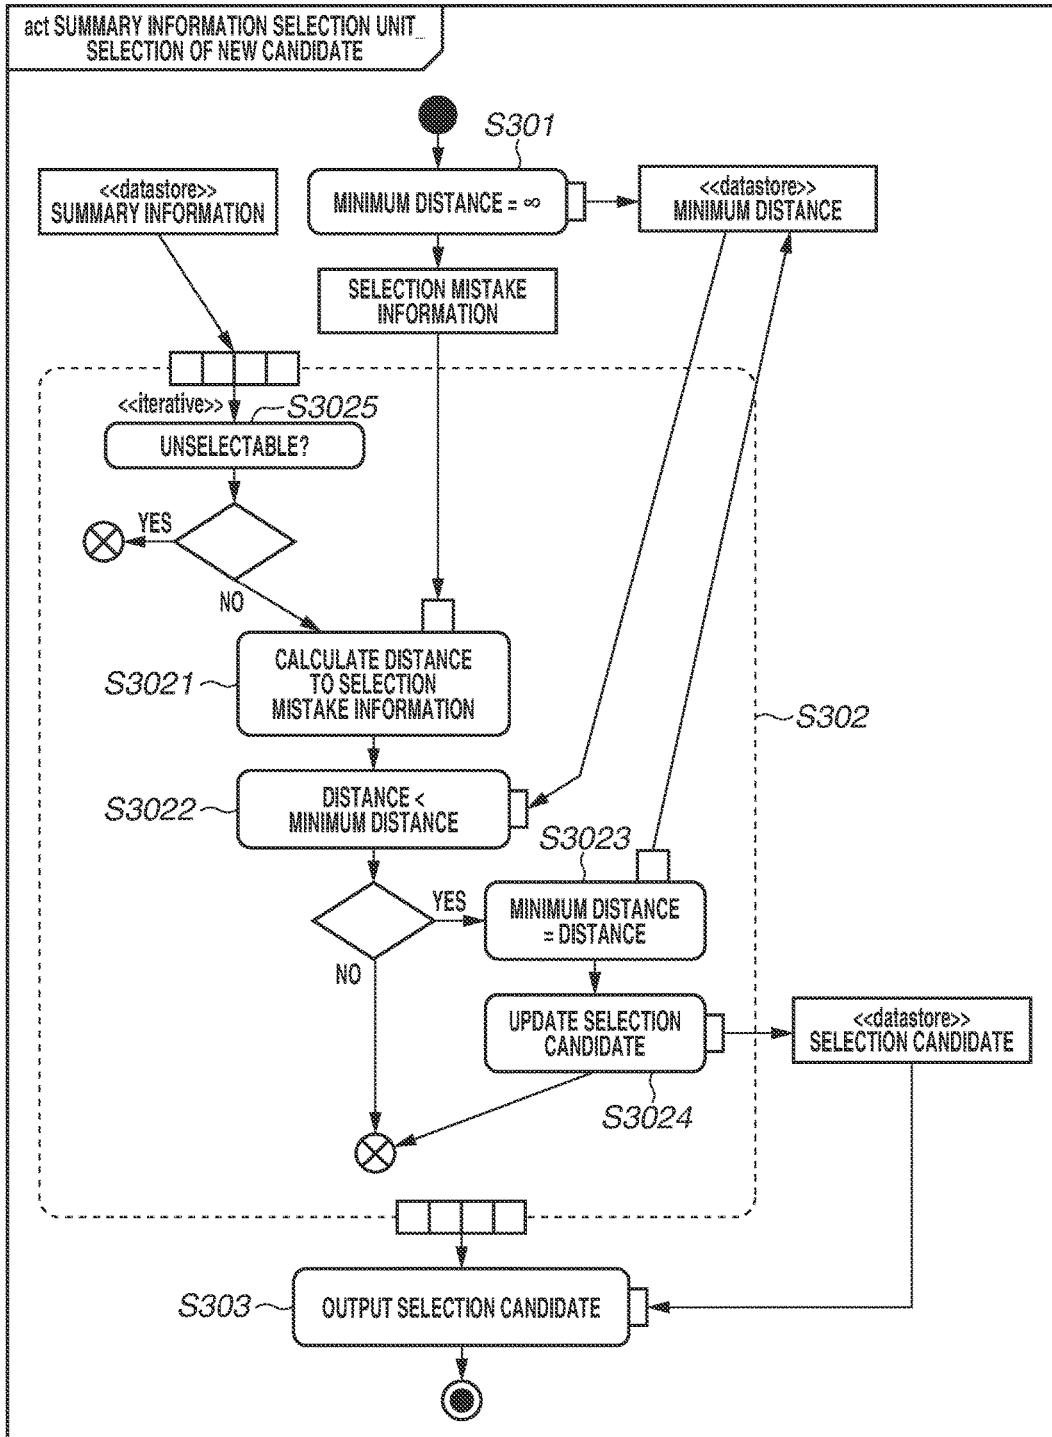 act SUMMARY INFORMATION SELECTION UNIT_
SELECTION OF NEW CANDIDATE
S301
<<datastore>>
SUMMARY INFORMATION
MINIMUM DISTANCE = ∞
<<datastore>>
MINIMUM DISTANCE
SELECTION MISTAKE
INFORMATION
<<iterative>>
S3025
UNSELECTABLE?
YES
NO
S3021
CALCULATE DISTANCE
TO SELECTION
MISTAKE INFORMATION
S302
S3022
DISTANCE <
MINIMUM DISTANCE
S3023
YES
MINIMUM DISTANCE
= DISTANCE
NO
UPDATE SELECTION
CANDIDATE
<<datastore>>
SELECTION CANDIDATE
S3024
S303
OUTPUT SELECTION CANDIDATE